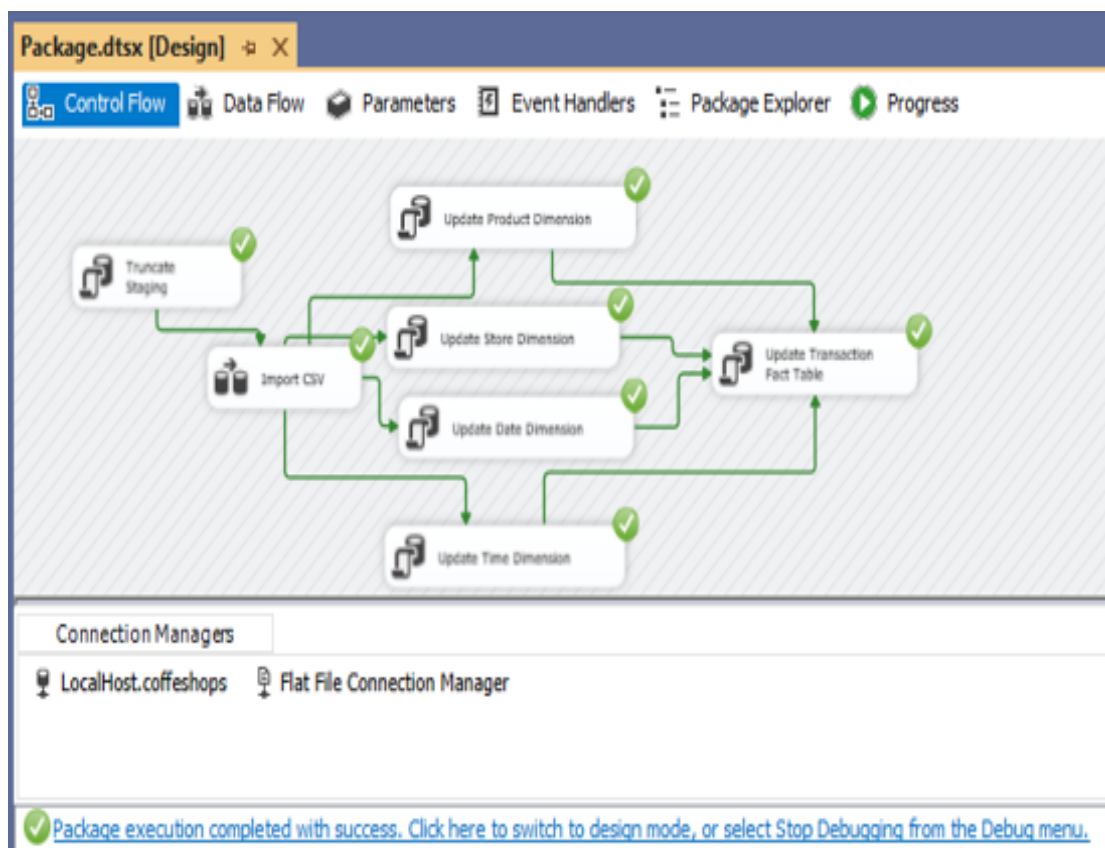 Package.dtsx [Design]
Control Flow Data Flow Parameters Event Handlers Package Explorer Progress
Update Product Dimension
Truncate
Staging
Update Store Dimension
Update Transaction
Fact Table
Import CSV
Update Date Dimension
Update Time Dimension
Connection Managers
LocalHost.coffeshops Flat File Connection Manager
Package execution completed with success. Click here to switch to design mode, or select Stop Debugging from the Debug menu.